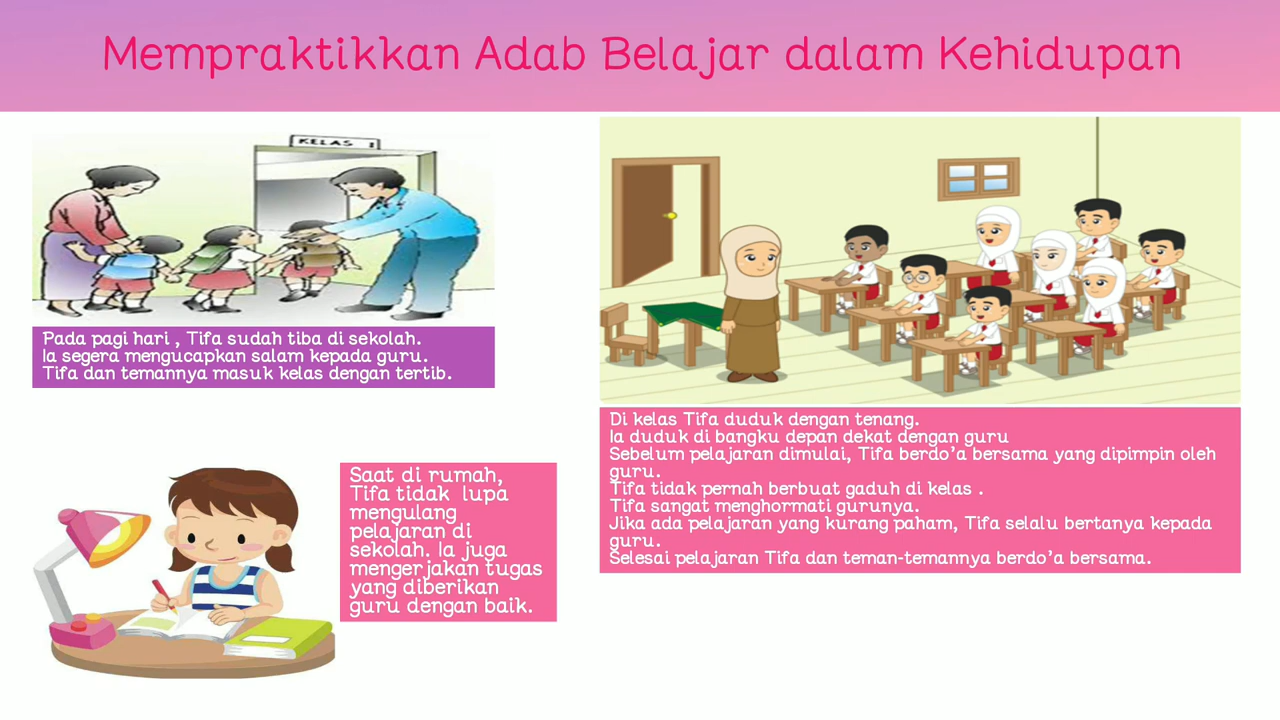 Mempraktikkan Adab Belajar dalam Kehidupan
KELAS I
Pada pagi hari , Tifa sudah tiba di sekolah.
Ia segera mengucapkan salam kepada guru.
Tifa dan temannya masuk kelas dengan tertib.
Di kelas Tifa duduk dengan tenang.
Ia duduk di bangku depan dekat dengan guru
Sebelum pelajaran dimulai, Tifa berdo'a bersama yang dipimpin oleh
guru.
Tifa tidak pernah berbuat gaduh di kelas .
Tifa sangat menghormati gurunya.
Jika ada pelajaran yang kurang paham, Tifa selalu bertanya kepada
guru.
Selesai pelajaran Tifa dan teman-temannya berdo'a bersama.
Saat di rumah,
Tifa tidak lupa
mengulang
pelajaran di
sekolah. Ia juga
mengerjakan tugas
yang diberikan
guru dengan baik.